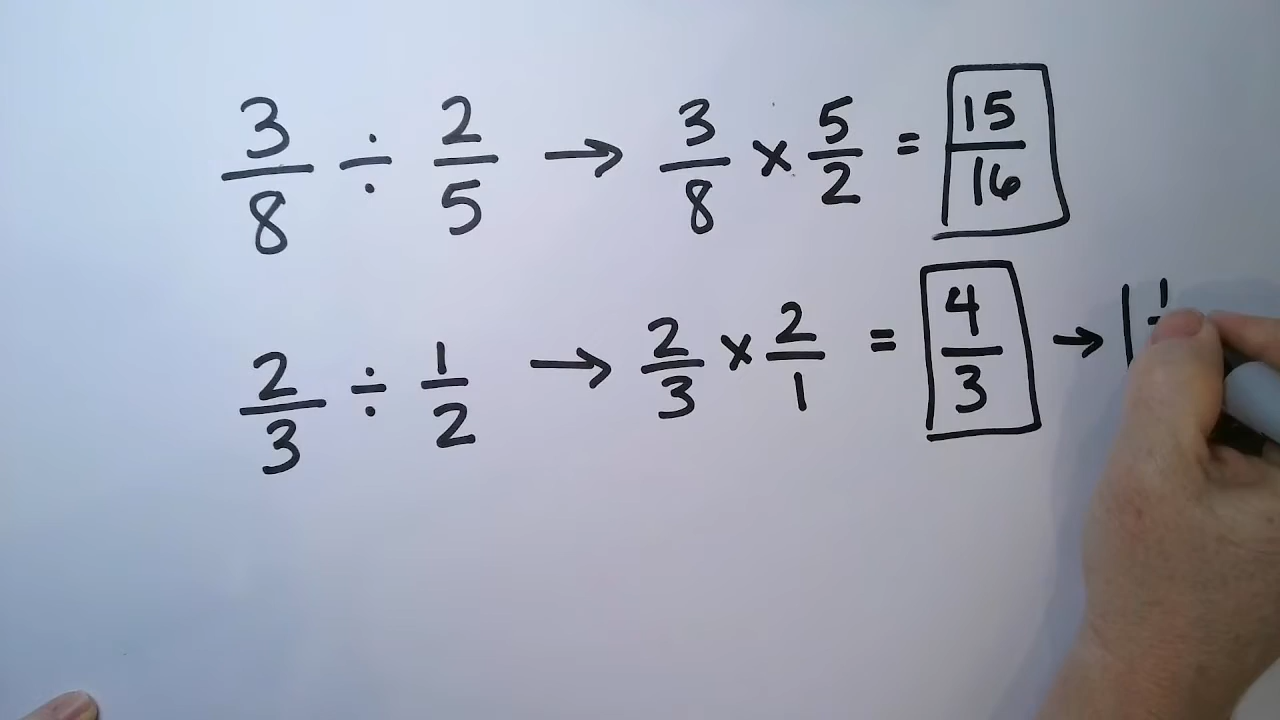 3/8 ÷ 2/5 → 3/8 × 5/2 = 15/16
2/3 ÷ 1/2 → 2/3 × 2/1 = 4/3 → 1 1